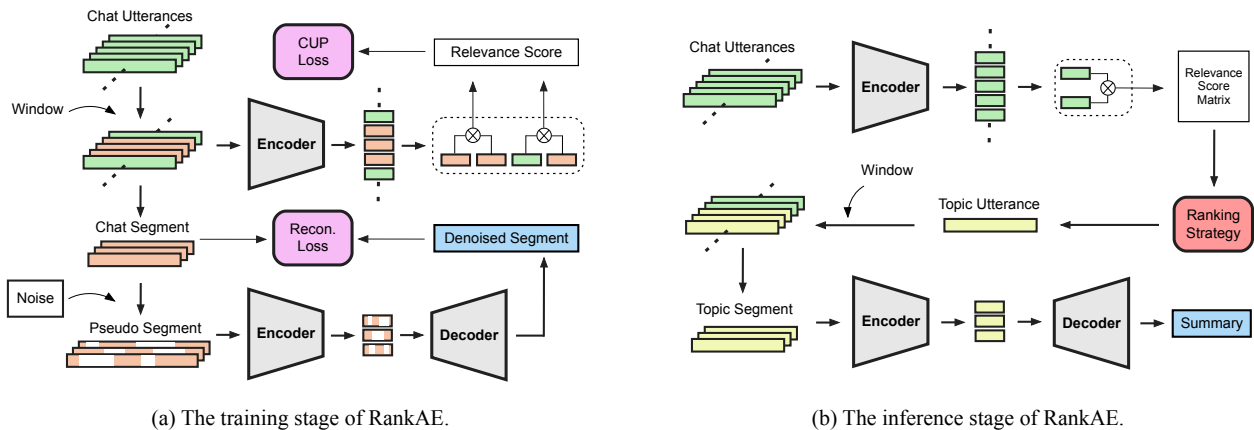 Chat Utterances
Window
Encoder
CUP
Loss
Relevance Score
Chat Segment
Recon.
Loss
Denoised Segment
Noise
Pseudo Segment
Encoder
Decoder
(a) The training stage of RankAE.
Chat Utterances
Encoder
Relevance
Score
Matrix
Window
Topic Utterance
Ranking
Strategy
Topic Segment
Encoder
Decoder
Summary
(b) The inference stage of RankAE.